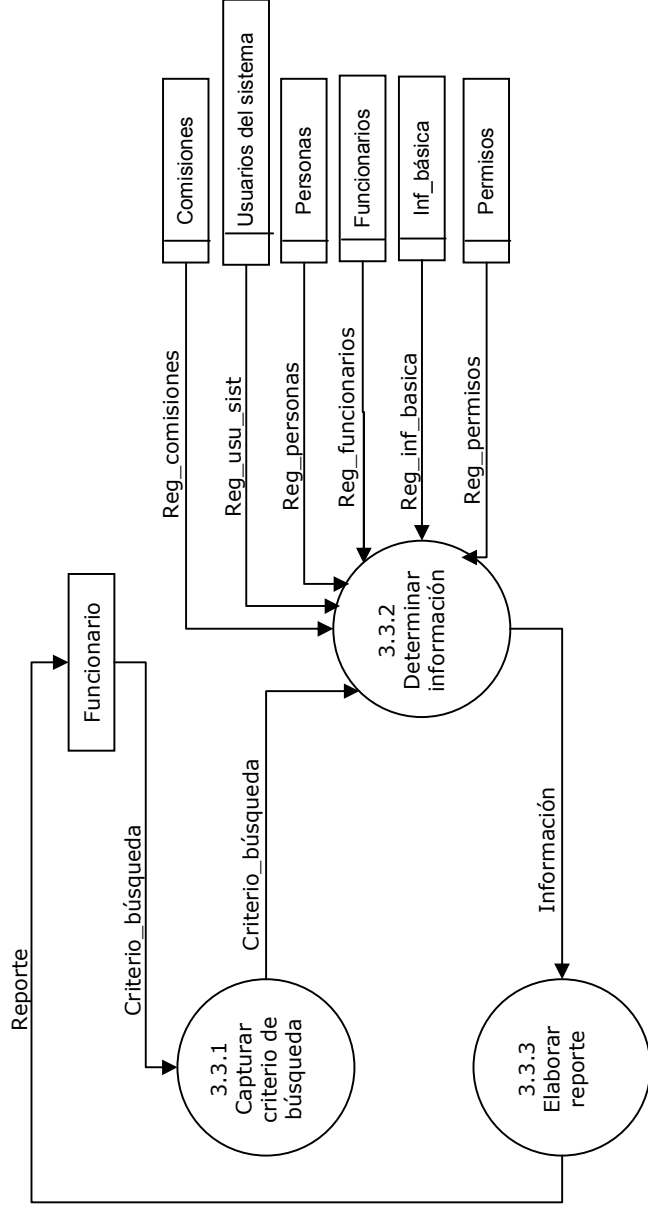 Reporte
Funcionario
Criterio_búsqueda
3.3.1
Capturar
criterio de
búsqueda
Criterio_búsqueda
3.3.2
Determinar
información
Reg_comisiones
Comisiones
Reg_usu_sist
Usuarios del sistema
Reg_personas
Personas
Reg_funcionarios
Funcionarios
Reg_inf_basica
Inf_básica
Reg_permisos
Permisos
Información
3.3.3
Elaborar
reporte